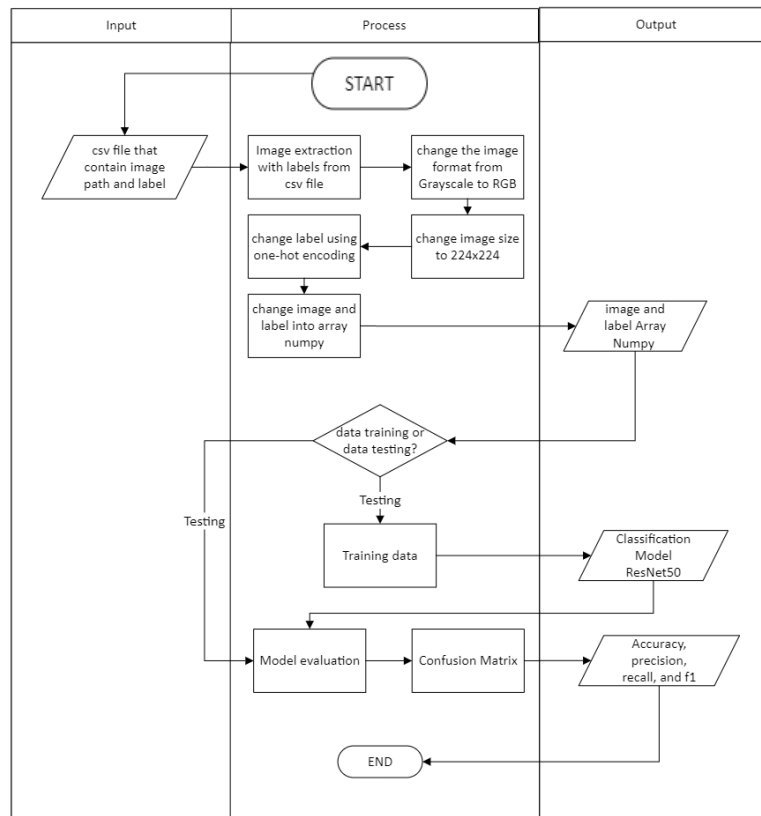 Input
Process
Output
START
csv file that
contain image
path and label
Image extraction
with labels from
csv file
change the image
format from
Grayscale to RGB
change label using
one-hot encoding
change image size
to 224x224
change image and
label into array
numpy
image and
label Array
Numpy
data training or
data testing?
Testing
Testing
Training data
Classification
Model
ResNet50
Model evaluation
Confusion Matrix
Accuracy,
precision,
recall, and f1
END